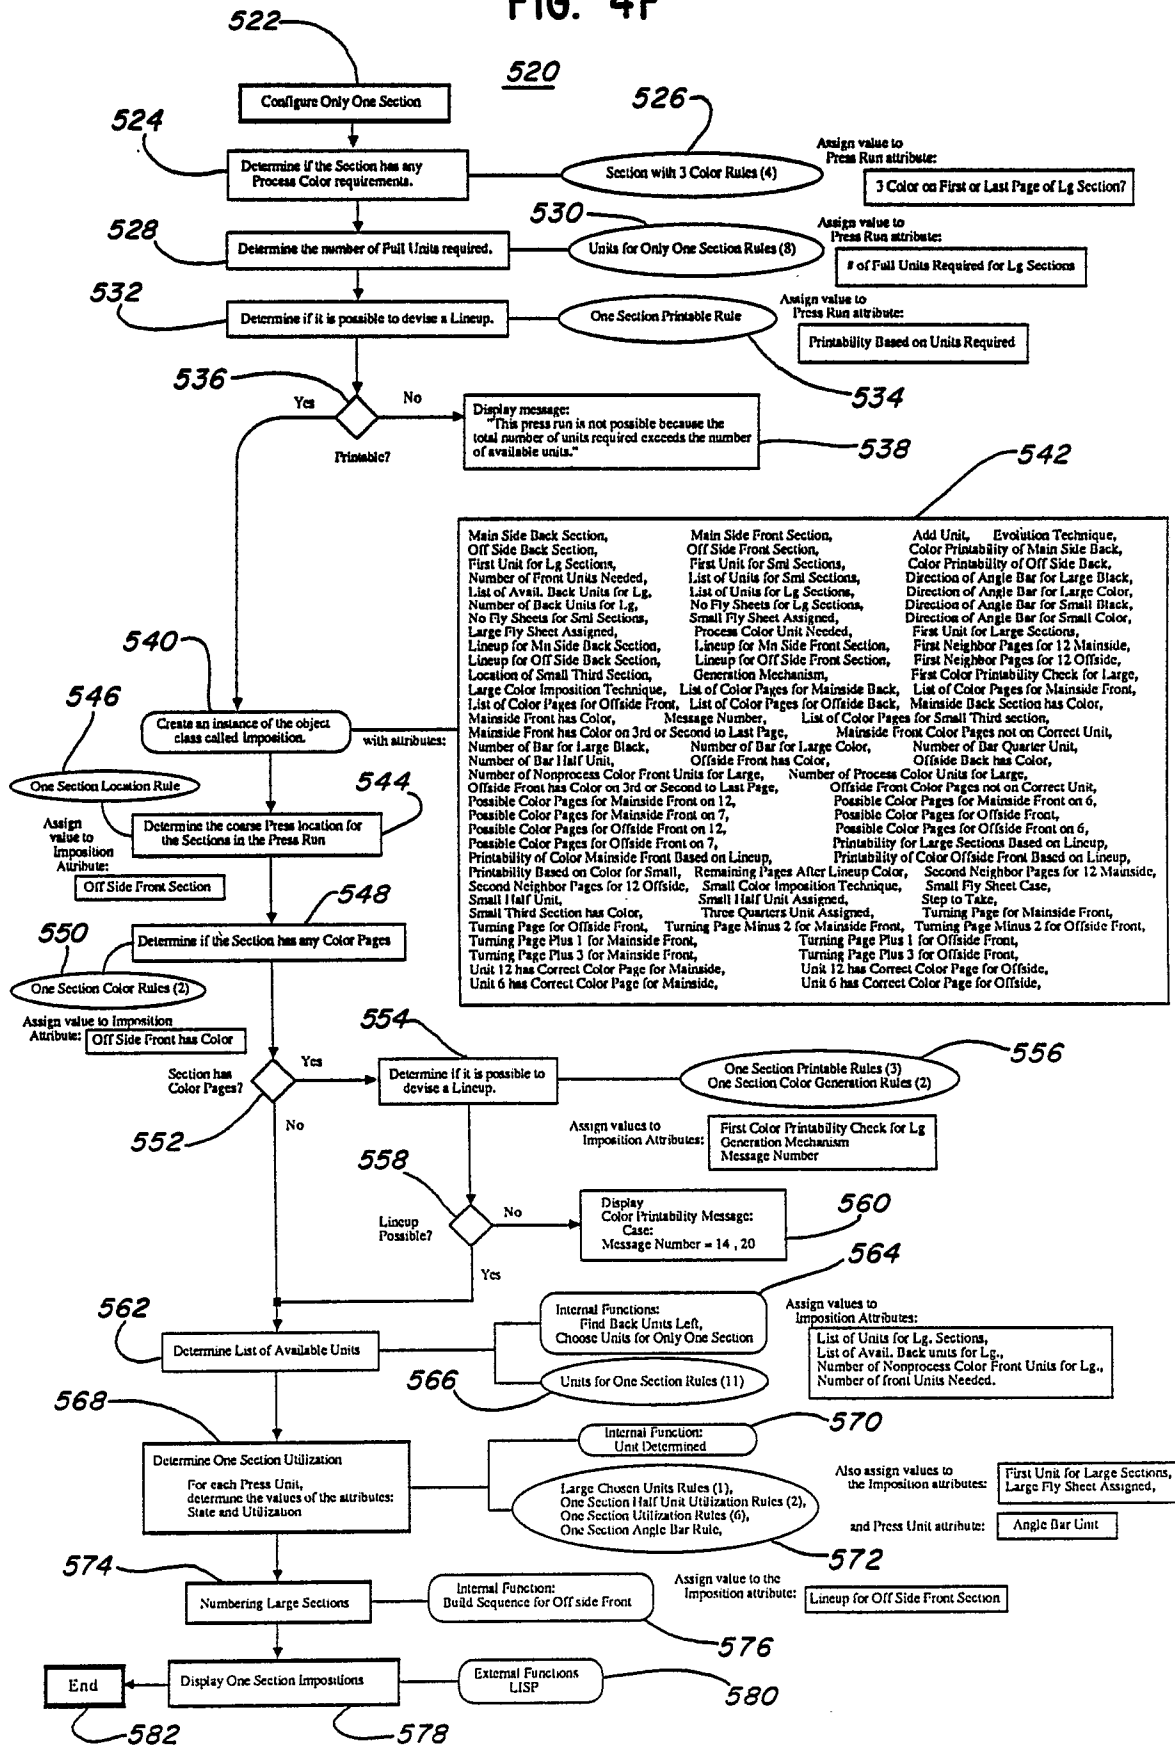 FIG. 4F
522
520
Configure Only One Section
524
526
Determine if the Section has any
Process Color requirements.
Section with 3 Color Rules (4)
Assign value to
Press Run attribute:
3 Color on First or Last Page of Lg Section?
528
530
Determine the number of Full Units required.
Units for Only One Section Rules (8)
Assign value to
Press Run attribute:
# of Full Units Required for Lg Sections
532
Determine if it is possible to devise a Lineup.
One Section Printable Rule
Assign value to
Press Run attribute:
Printability Based on Units Required
534
536
Yes
No
Printable?
Display message:
"This press run is not possible because the
total number of units required exceeds the number
of available units."
538
542
Main Side Back Section, Main Side Front Section, Add Unit, Evolution Technique,
Off Side Back Section, Off Side Front Section, Color Printability of Main Side Back,
First Unit for Lg Sections, First Unit for Sml Sections, Color Printability of Off Side Back,
Number of Front Units Needed, List of Units for Sml Sections, Direction of Angle Bar for Large Black,
List of Avail. Back Units for Lg, List of Units for Lg Sections, Direction of Angle Bar for Large Color,
Number of Back Units for Lg, No Fly Sheets for Lg Sections, Direction of Angle Bar for Small Black,
No Fly Sheets for Sml Sections, Small Fly Sheet Assigned, Direction of Angle Bar for Small Color,
Large Fly Sheet Assigned, Process Color Unit Needed, First Unit for Large Sections,
Lineup for Mn Side Back Section, Lineup for Mn Side Front Section, First Neighbor Pages for 12 Mainside,
Lineup for Off Side Back Section, Lineup for Off Side Front Section, First Neighbor Pages for 12 Offside,
Location of Small Third Section, Generation Mechanism, First Color Printability Check for Large,
Large Color Imposition Technique, List of Color Pages for Mainside Back, List of Color Pages for Mainside Front,
List of Color Pages for Offside Front, List of Color Pages for Offside Back, Mainside Back Section has Color,
Mainside Front has Color, Message Number, List of Color Pages for Small Third section,
Mainside Front has Color on 3rd or Second to Last Page, Mainside Front Color Pages not on Correct Unit,
Number of Bar for Large Black, Number of Bar for Large Color, Number of Bar Quarter Unit,
Number of Bar Half Unit, Offside Front has Color, Offside Back has Color,
Number of Nonprocess Color Front Units for Large, Number of Process Color Units for Large,
Offside Front has Color on 3rd or Second to Last Page, Offside Front Color Pages not on Correct Unit,
Possible Color Pages for Mainside Front on 12, Possible Color Pages for Mainside Front on 6,
Possible Color Pages for Mainside Front on 7, Possible Color Pages for Offside Front,
Possible Color Pages for Offside Front on 12, Possible Color Pages for Offside Front on 6,
Possible Color Pages for Offside Front on 7, Printability for Large Sections Based on Lineup,
Printability of Color Mainside Front Based on Lineup, Printability of Color Offside Front Based on Lineup,
Printability Based on Color for Small, Remaining Pages After Lineup Color, Second Neighbor Pages for 12 Mainside,
Second Neighbor Pages for 12 Offside, Small Color Imposition Technique, Small Fly Sheet Case,
Small Half Unit, Small Half Unit Assigned, Step to Take,
Small Third Section has Color, Three Quarters Unit Assigned, Turning Page for Mainside Front,
Turning Page for Offside Front, Turning Page Minus 2 for Mainside Front, Turning Page Minus 2 for Offside Front,
Turning Page Plus 1 for Mainside Front, Turning Page Plus 1 for Offside Front,
Turning Page Plus 3 for Mainside Front, Turning Page Plus 3 for Offside Front,
Unit 12 has Correct Color Page for Mainside, Unit 12 has Correct Color Page for Offside,
Unit 6 has Correct Color Page for Mainside, Unit 6 has Correct Color Page for Offside,
540
Create an instance of the object
class called Imposition.
with attributes:
546
One Section Location Rule
544
Assign
value to
Imposition
Attribute:
Determine the coarse Press location for
the Sections in the Press Run
Off Side Front Section
548
550
Determine if the Section has any Color Pages
One Section Color Rules (2)
Assign value to Imposition
Attribute:
Off Side Front has Color
554
556
Section has
Color Pages?
Yes
No
552
Determine if it is possible to
devise a Lineup.
One Section Printable Rules (3)
One Section Color Generation Rules (2)
Assign values to
Imposition Attributes:
First Color Printability Check for Lg
Generation Mechanism
Message Number
558
Lineup
Possible?
No
Yes
Display
Color Printability Message:
Case:
Message Number = 14 , 20
560
564
562
Determine List of Available Units
Internal Functions:
Find Back Units Left,
Choose Units for Only One Section
Assign values to
Imposition Attributes:
List of Units for Lg. Sections,
List of Avail. Back units for Lg.,
Number of Nonprocess Color Front Units for Lg.,
Number of front Units Needed.
566
Units for One Section Rules (11)
568
570
Determine One Section Utilization
For each Press Unit,
determine the values of the attributes:
State and Utilization
Internal Function:
Unit Determined
Large Chosen Units Rules (1),
One Section Half Unit Utilization Rules (2),
One Section Utilization Rules (6),
One Section Angle Bar Rule,
Also assign values to
the Imposition attributes:
First Unit for Large Sections,
Large Fly Sheet Assigned,
and Press Unit attribute:
Angle Bar Unit
572
574
Numbering Large Sections
Internal Function:
Build Sequence for Off side Front
Assign value to the
Imposition attribute:
Lineup for Off Side Front Section
576
End
Display One Section Impositions
External Functions
LISP
580
582
578